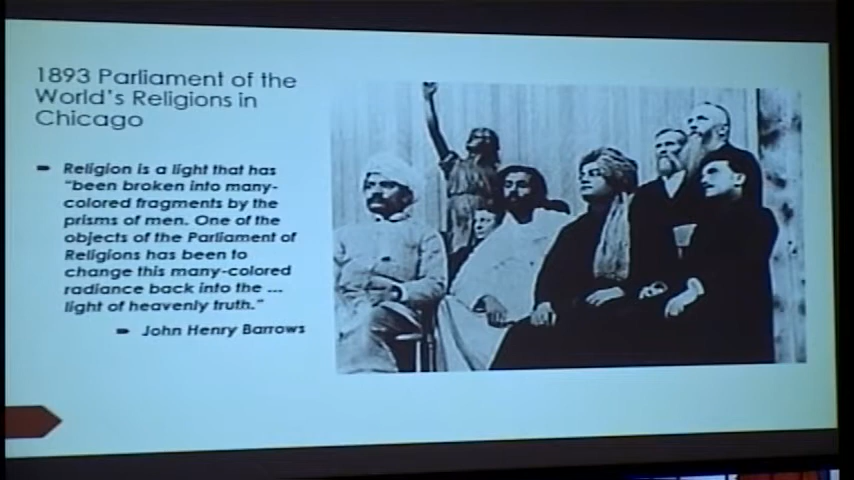 1893 Parliament of the
World's Religions in
Chicago
Religion is a light that has
"been broken into many-
colored fragments by the
prisms of men. One of the
objects of the Parliament of
Religions has been to
change this many-colored
radiance back into the ...
light of heavenly truth."
John Henry Barrows